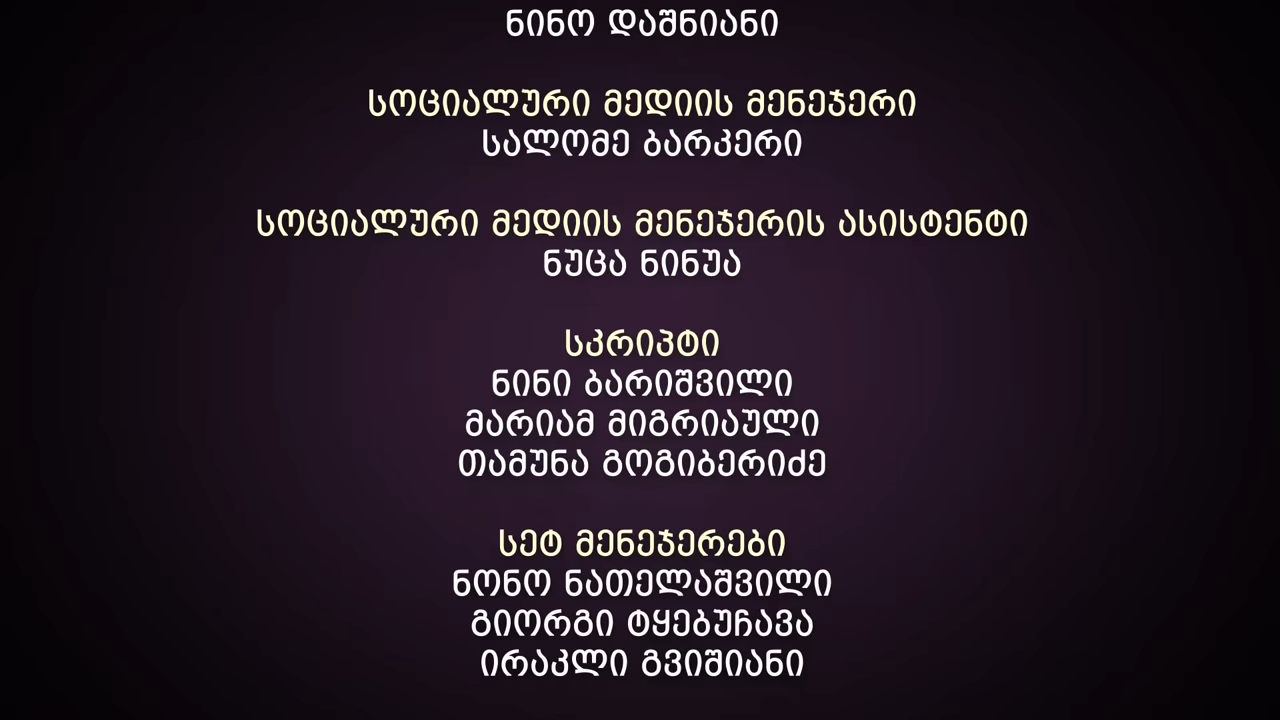 ნინო დაშნიანი
სოციალური მედიის მენეჯერი
სალომე ბარკერი
სოციალური მედიის მენეჯერის ასისტენტი
ნუცა ნინუა
სკრიპტი
ნინი ბარიშვილი
მარიამ მიგრიაული
თამუნა გოგიბერიძე
სეტ მენეჯერები
ნონო ნათელაშვილი
გიორგი ტყებუჩავა
ირაკლი გვიშიანი